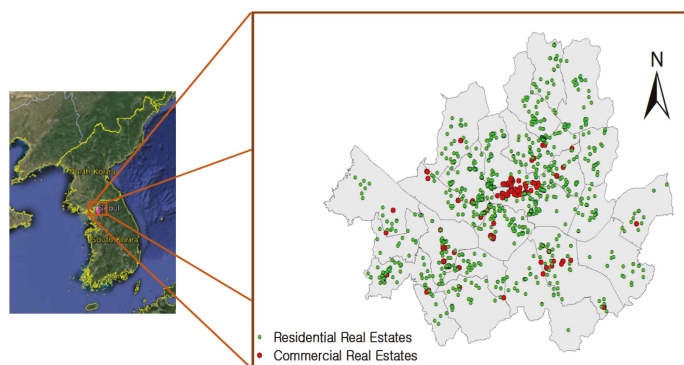 North Korea
Seoul
South Korea
N
Residential Real Estates
Commercial Real Estates